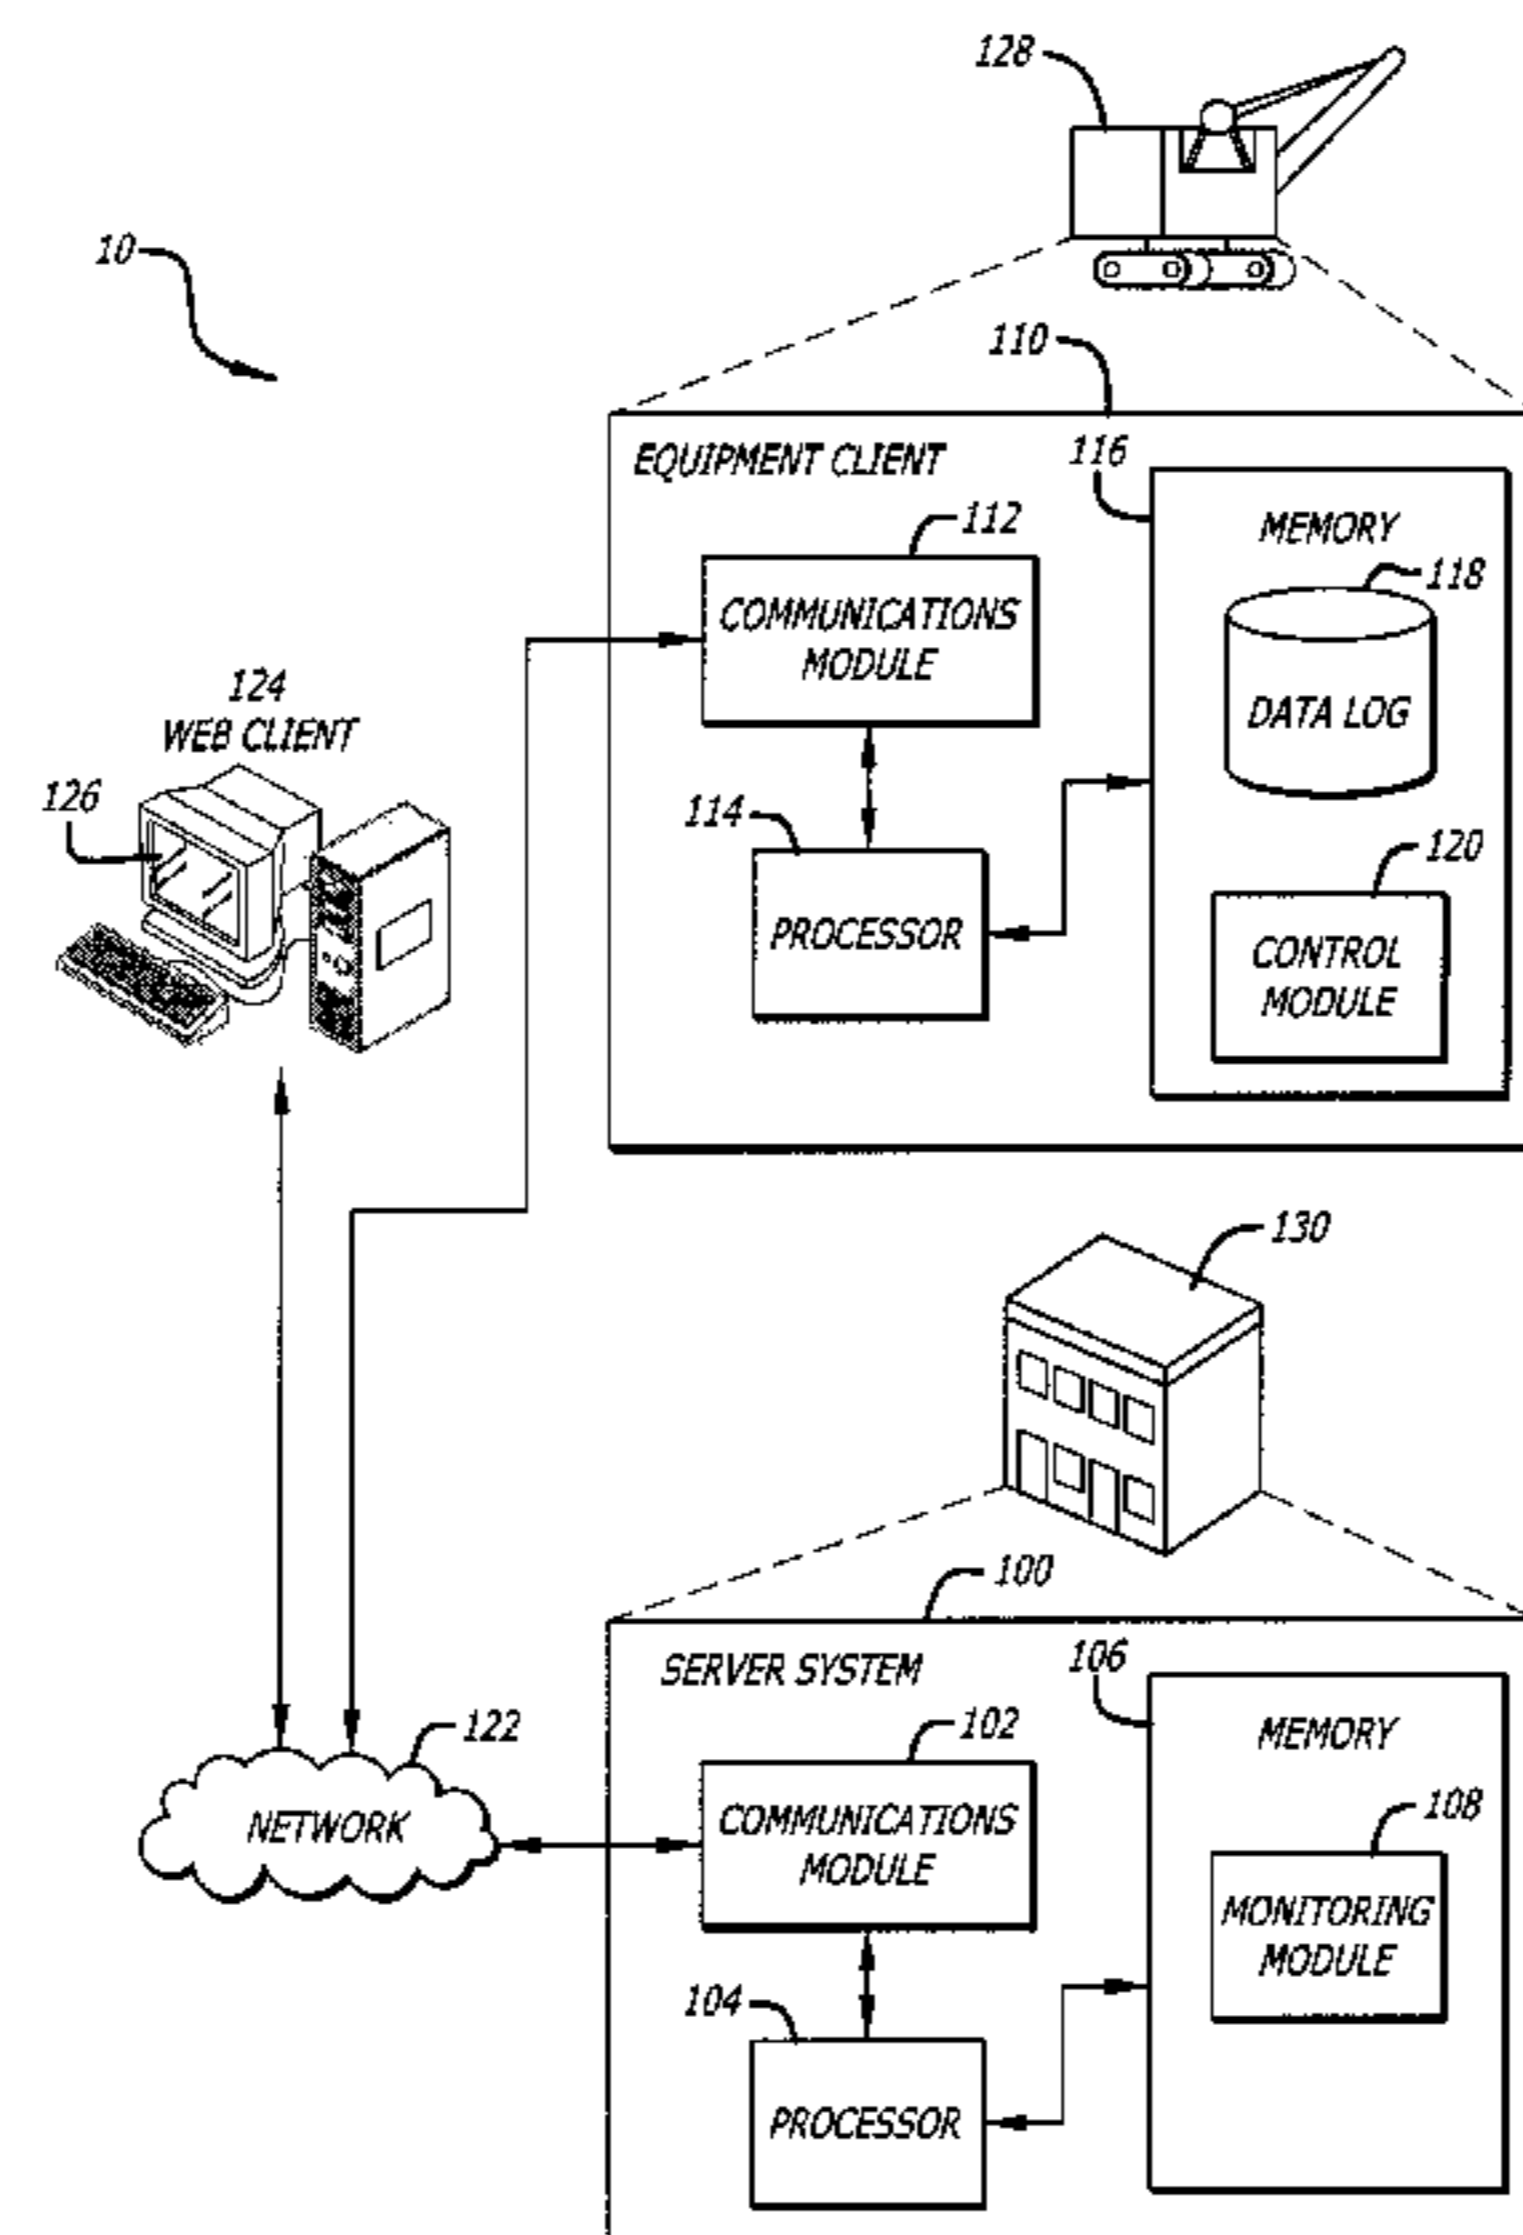 128
10
110
EQUIPMENT CLIENT
116
112
MEMORY
118
COMMUNICATIONS
MODULE
DATA LOG
124
WEB CLIENT
126
114
120
PROCESSOR
CONTROL
MODULE
130
100
SERVER SYSTEM
106
122
102
MEMORY
NETWORK
COMMUNICATIONS
MODULE
108
MONITORING
MODULE
104
PROCESSOR